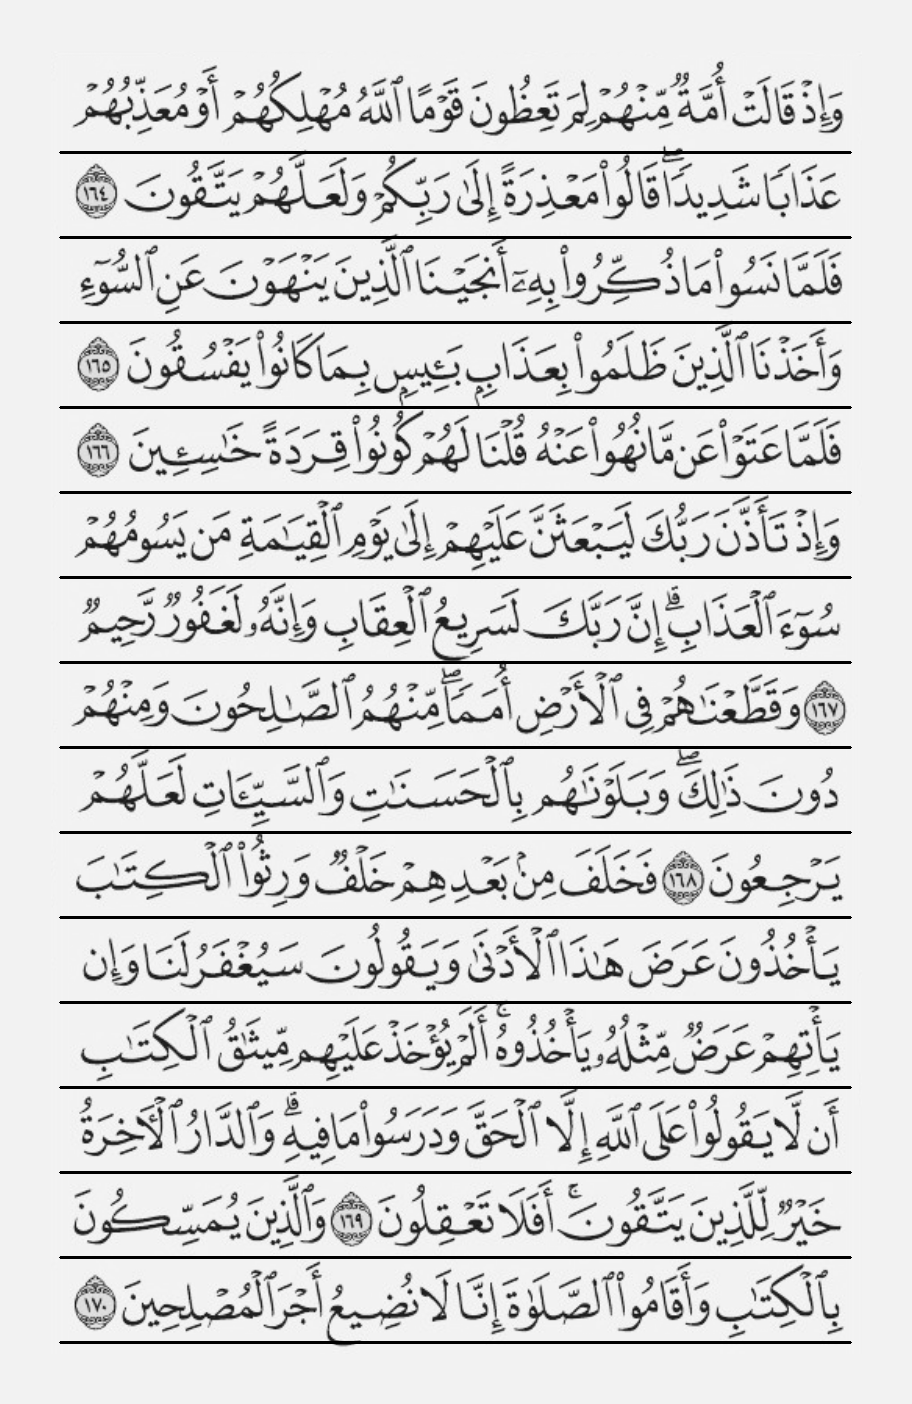 وَإِذۡ قَالَتۡ أُمَّةٞ مِّنۡهُمۡ لِمَ تَعِظُونَ قَوۡمًا ٱللَّهُ مُهۡلِكُهُمۡ أَوۡ مُعَذِّبُهُمۡ
عَذَابٗا شَدِيدٗاۖ قَالُواْ مَعۡذِرَةً إِلَىٰ رَبِّكُمۡ وَلَعَلَّهُمۡ يَتَّقُونَ ١٦٤
فَلَمَّا نَسُواْ مَا ذُكِّرُواْ بِهِۦٓ أَنجَيۡنَا ٱلَّذِينَ يَنۡهَوۡنَ عَنِ ٱلسُّوٓءِ
وَأَخَذۡنَا ٱلَّذِينَ ظَلَمُواْ بِعَذَابِۭ بَـِٔيسِۭ بِمَا كَانُواْ يَفۡسُقُونَ ١٦٥
فَلَمَّا عَتَوۡاْ عَن مَّا نُهُواْ عَنۡهُ قُلۡنَا لَهُمۡ كُونُواْ قِرَدَةً خَٰسِـِٔينَ ١٦٦
وَإِذۡ تَأَذَّنَ رَبُّكَ لَيَبۡعَثَنَّ عَلَيۡهِمۡ إِلَىٰ يَوۡمِ ٱلۡقِيَٰمَةِ مَن يَسُومُهُمۡ
سُوٓءَ ٱلۡعَذَابِۗ إِنَّ رَبَّكَ لَسَرِيعُ ٱلۡعِقَابِ وَإِنَّهُۥ لَغَفُورٞ رَّحِيمٞ
١٦٧ وَقَطَّعۡنَٰهُمۡ فِي ٱلۡأَرۡضِ أُمَمٗاۖ مِّنۡهُمُ ٱلصَّٰلِحُونَ وَمِنۡهُمۡ
دُونَ ذَٰلِكَۖ وَبَلَوۡنَٰهُم بِٱلۡحَسَنَٰتِ وَٱلسَّيِّـَٔاتِ لَعَلَّهُمۡ
يَرۡجِعُونَ ١٦٨ فَخَلَفَ مِنۢ بَعۡدِهِمۡ خَلۡفٞ وَرِثُواْ ٱلۡكِتَٰبَ
يَأۡخُذُونَ عَرَضَ هَٰذَا ٱلۡأَدۡنَىٰ وَيَقُولُونَ سَيُغۡفَرُ لَنَا وَإِن
يَأۡتِهِمۡ عَرَضٞ مِّثۡلُهُۥ يَأۡخُذُوهُۚ أَلَمۡ يُؤۡخَذۡ عَلَيۡهِم مِّيثَٰقُ ٱلۡكِتَٰبِ
أَن لَّا يَقُولُواْ عَلَى ٱللَّهِ إِلَّا ٱلۡحَقَّ وَدَرَسُواْ مَا فِيهِۗ وَٱلدَّارُ ٱلۡأٓخِرَةُ
خَيۡرٞ لِّلَّذِينَ يَتَّقُونَۚ أَفَلَا تَعۡقِلُونَ ١٦٩ وَٱلَّذِينَ يُمَسِّكُونَ
بِٱلۡكِتَٰبِ وَأَقَامُواْ ٱلصَّلَوٰةَ إِنَّا لَا نُضِيعُ أَجۡرَ ٱلۡمُصۡلِحِينَ ١٧٠